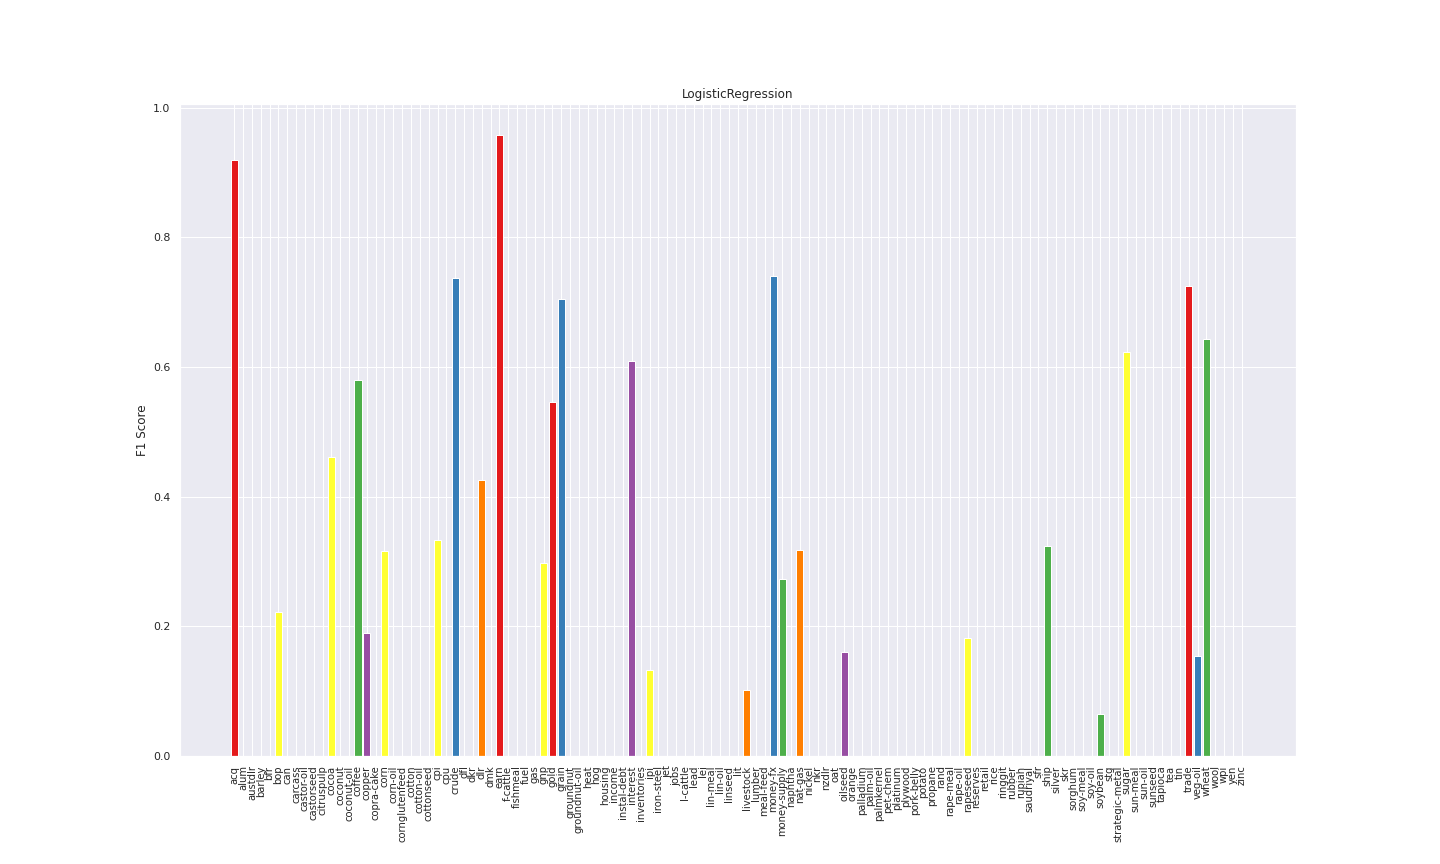 LogisticRegression
1.0
0.8
0.6
0.4
0.2
0.0
F1 Score
acq
alum
austdlr
barley
bfr
bop
can
carcass
castor-oil
castorseed
citruspulp
cocoa
coconut
coconut-oil
coffee
copper
copra-cake
corn
corn-oil
cornglutenfeed
cotton
cotton-oil
cottonseed
cpi
cpu
crude
dfl
dkr
dlr
dmk
earn
f-cattle
fishmeal
fuel
gas
gnp
gold
grain
groundnut
groundnut-oil
heat
hog
housing
income
instal-debt
interest
inventories
ipi
iron-steel
jet
jobs
l-cattle
lead
lei
lin-meal
lin-oil
linseed
lit
livestock
lumber
meal-feed
money-fx
money-supply
naphtha
nat-gas
nickel
nkr
nzdlr
oat
oilseed
orange
palladium
palm-oil
palmkernel
pet-chem
platinum
plywood
pork-belly
potato
propane
rand
rape-meal
rape-oil
rapeseed
reserves
retail
rice
ringgit
rubber
rupiah
saudriyal
sfr
ship
silver
skr
sorghum
soy-meal
soy-oil
soybean
stg
strategic-metal
sugar
sun-meal
sun-oil
sunseed
tapioca
tea
tin
trade
veg-oil
wheat
wool
wpi
yen
zinc